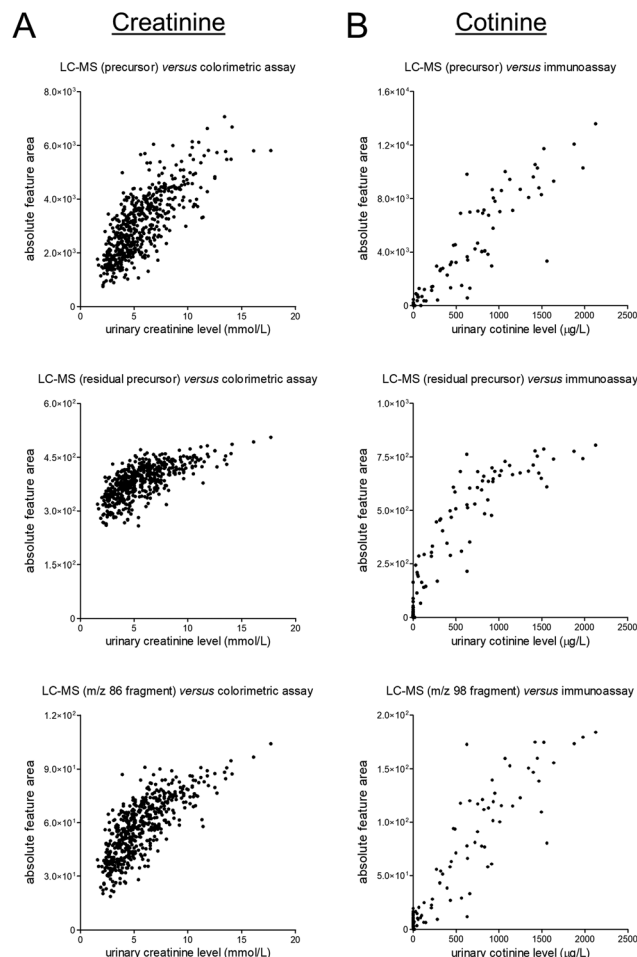 A Creatinine
B Cotinine
LC-MS (precursor) versus colorimetric assay
8.0×10³
6.0×10³
4.0×10³
2.0×10³
0
0 5 10 15 20
absolute feature area
urinary creatinine level (mmol/L)
LC-MS (precursor) versus immunoassay
1.6×10⁴
1.2×10⁴
8.0×10³
4.0×10³
0
0 500 1000 1500 2000 2500
absolute feature area
urinary cotinine level (µg/L)
LC-MS (residual precursor) versus colorimetric assay
6.0×10²
4.5×10²
3.0×10²
1.5×10²
0
0 5 10 15 20
absolute feature area
urinary creatinine level (mmol/L)
LC-MS (residual precursor) versus immunoassay
1.0×10³
7.5×10²
5.0×10²
2.5×10²
0
0 500 1000 1500 2000 2500
absolute feature area
urinary cotinine level (µg/L)
LC-MS (m/z 86 fragment) versus colorimetric assay
1.2×10²
9.0×10¹
6.0×10¹
3.0×10¹
0
0 5 10 15 20
absolute feature area
urinary creatinine level (mmol/L)
LC-MS (m/z 98 fragment) versus immunoassay
2.0×10²
1.5×10²
1.0×10²
5.0×10¹
0
0 500 1000 1500 2000 2500
absolute feature area
urinary cotinine level (µg/L)